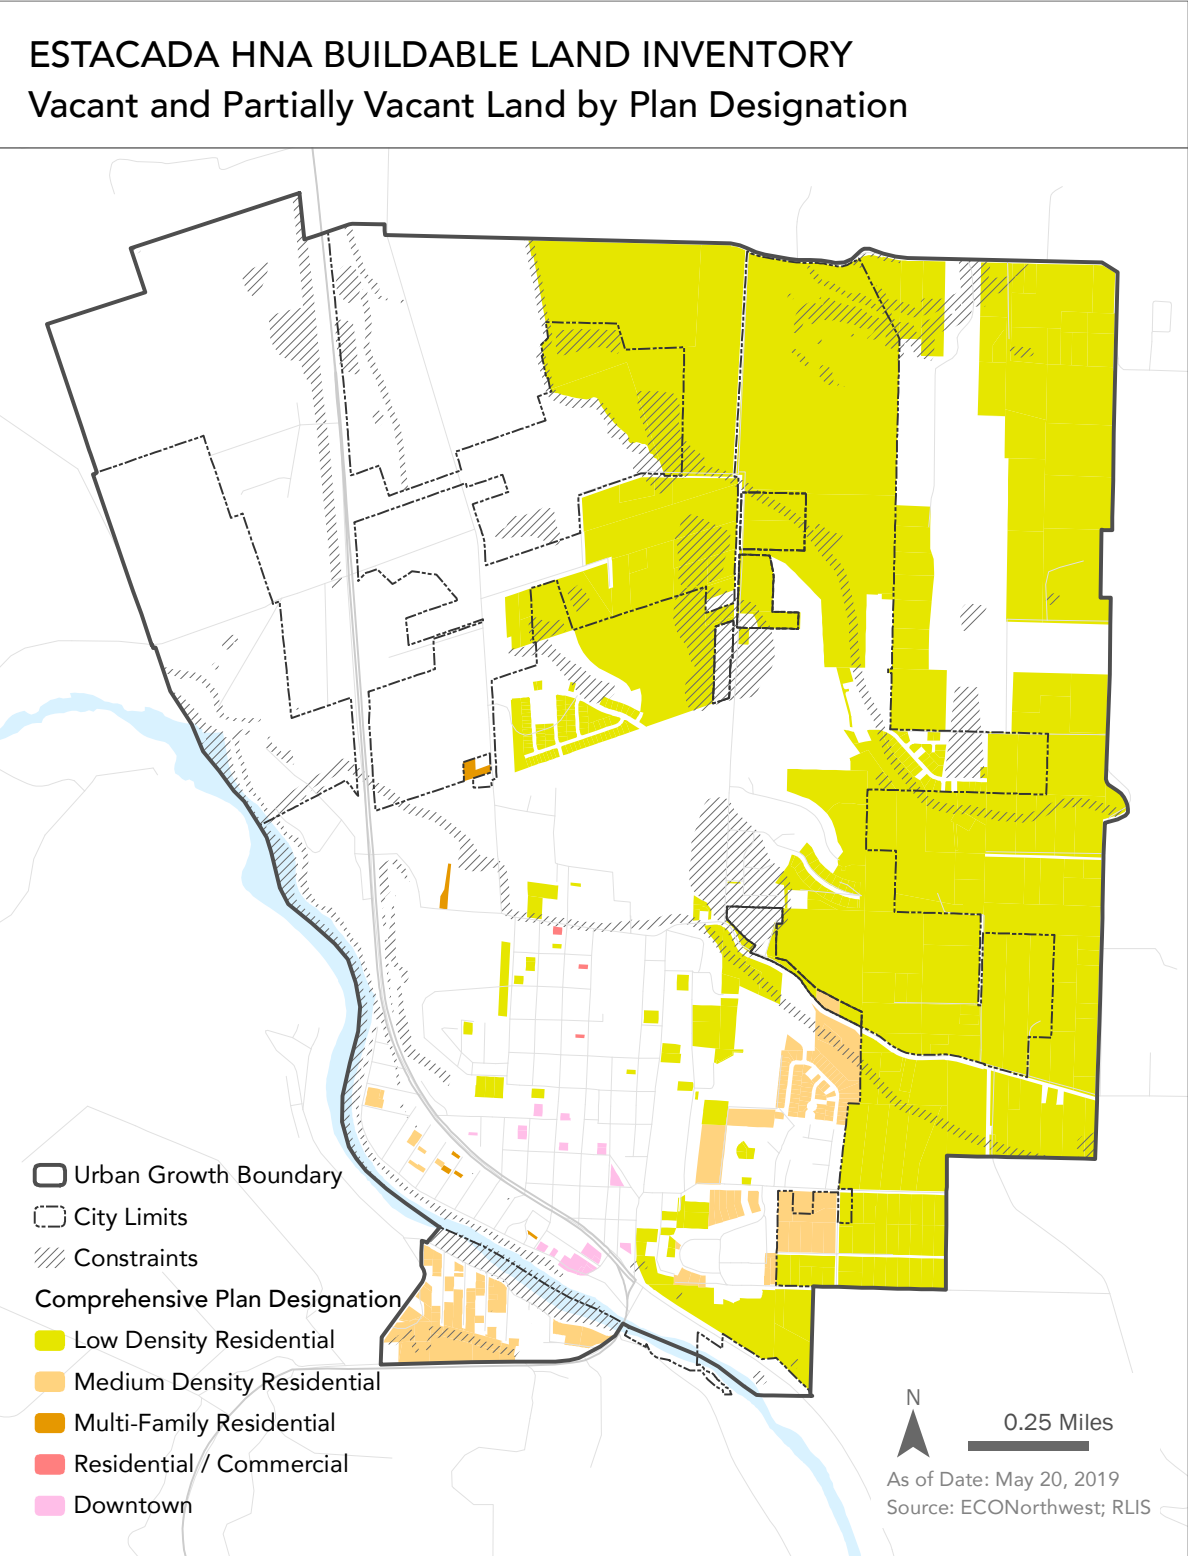 ESTACADA HNA BUILDABLE LAND INVENTORY
Vacant and Partially Vacant Land by Plan Designation
Urban Growth Boundary
City Limits
Constraints
Comprehensive Plan Designation
Low Density Residential
Medium Density Residential
Multi-Family Residential
Residential / Commercial
Downtown
N
0.25 Miles
As of Date: May 20, 2019
Source: ECONorthwest; RLIS